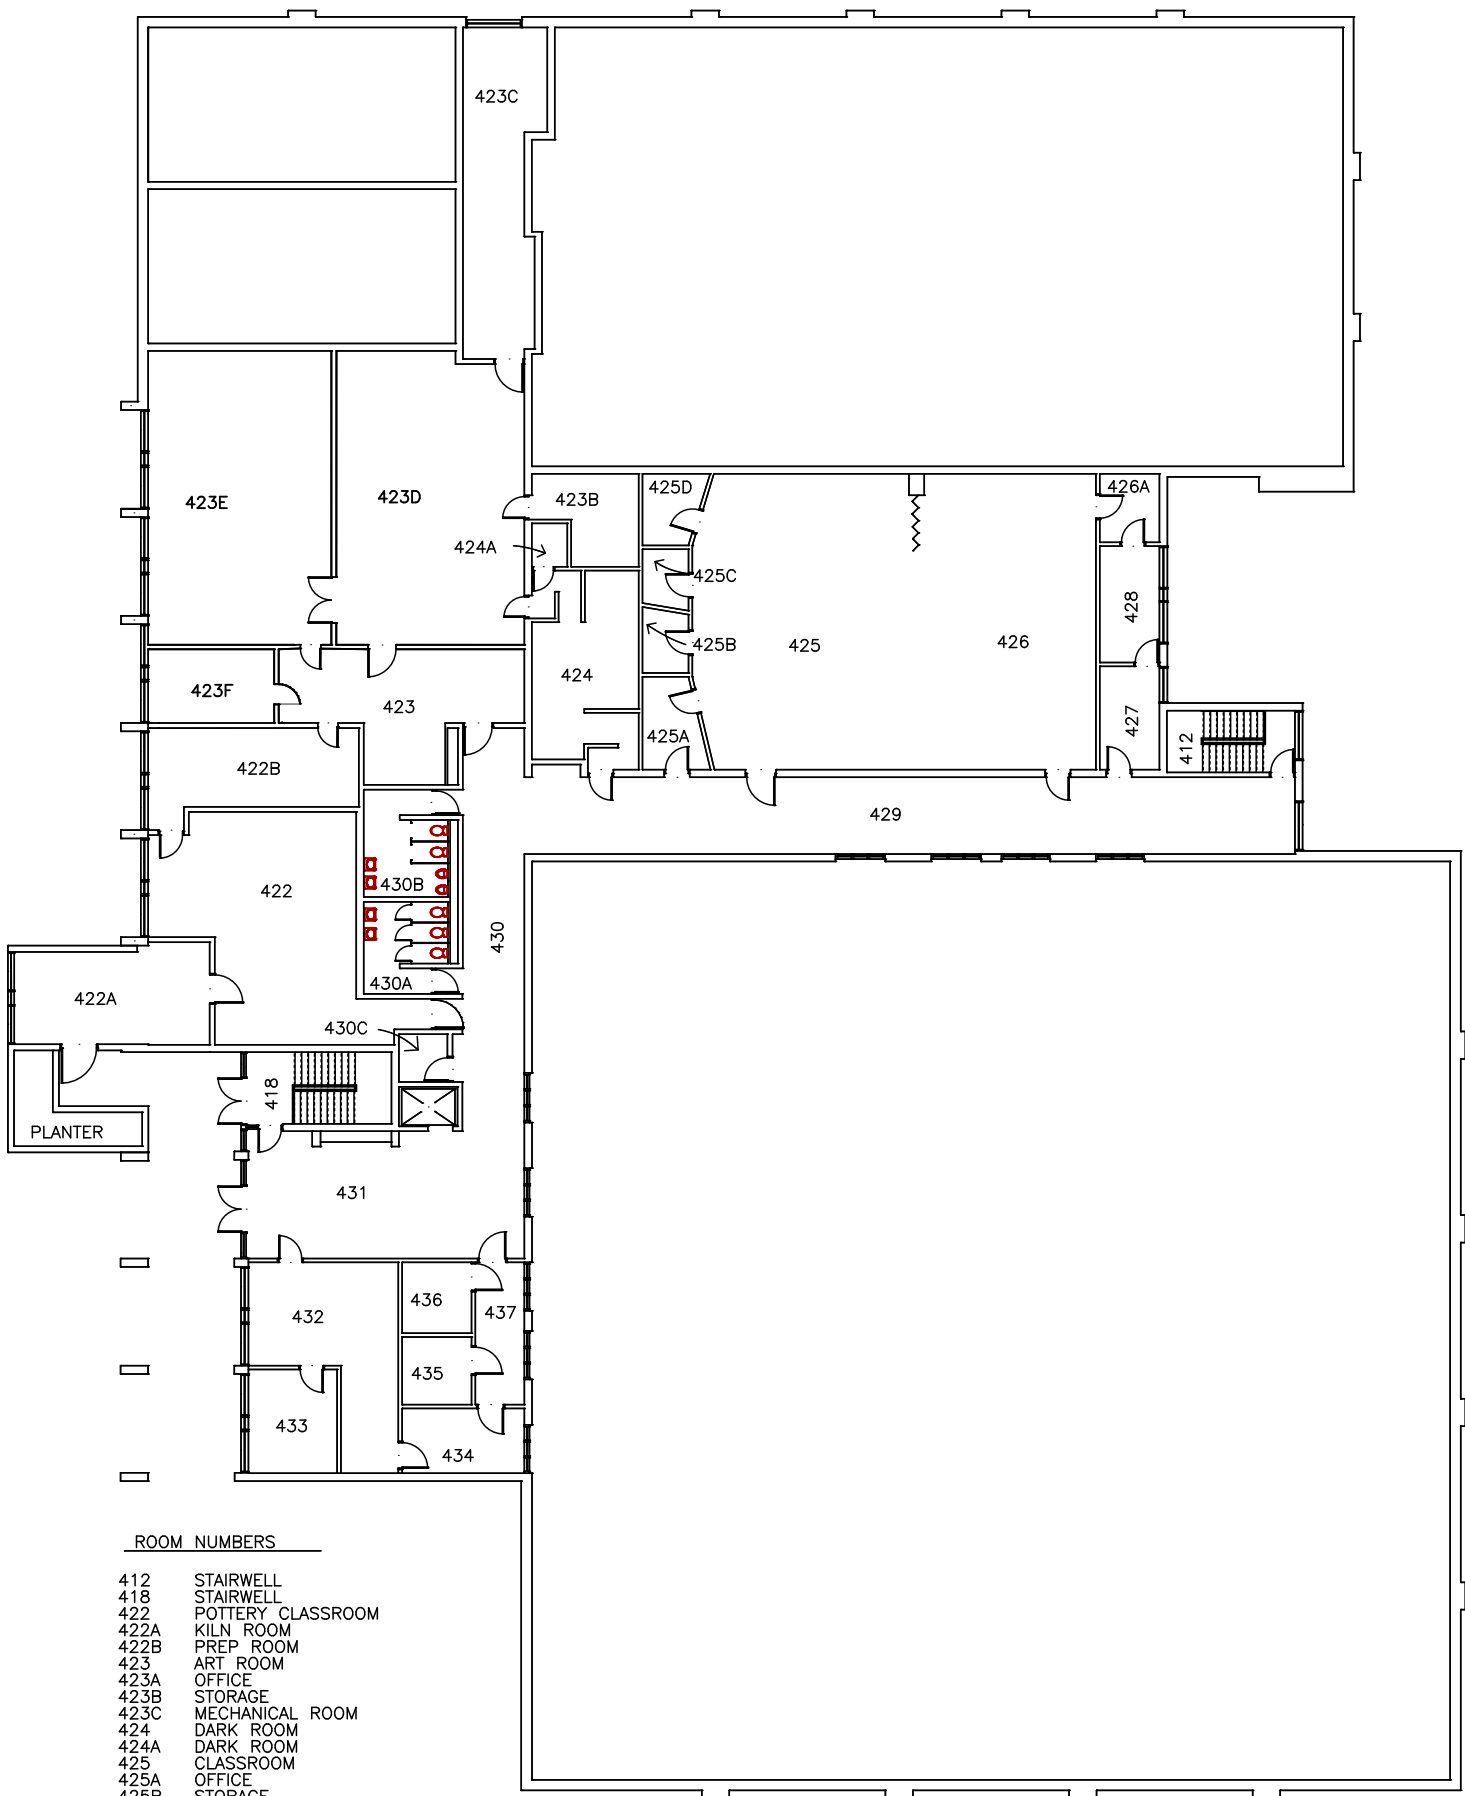 423C
423E
423D
423B
425D
426A
424A
425C
428
425B
425
426
424
423F
423
427
425A
412
422B
429
430B
422
430
430A
422A
430C
418
PLANTER
431
436
437
432
435
433
434
ROOM NUMBERS
412 STAIRWELL
418 STAIRWELL
422 POTTERY CLASSROOM
422A KILN ROOM
422B PREP ROOM
423 ART ROOM
423A OFFICE
423B STORAGE
423C MECHANICAL ROOM
424 DARK ROOM
424A DARK ROOM
425 CLASSROOM
425A OFFICE
425B STORAGE